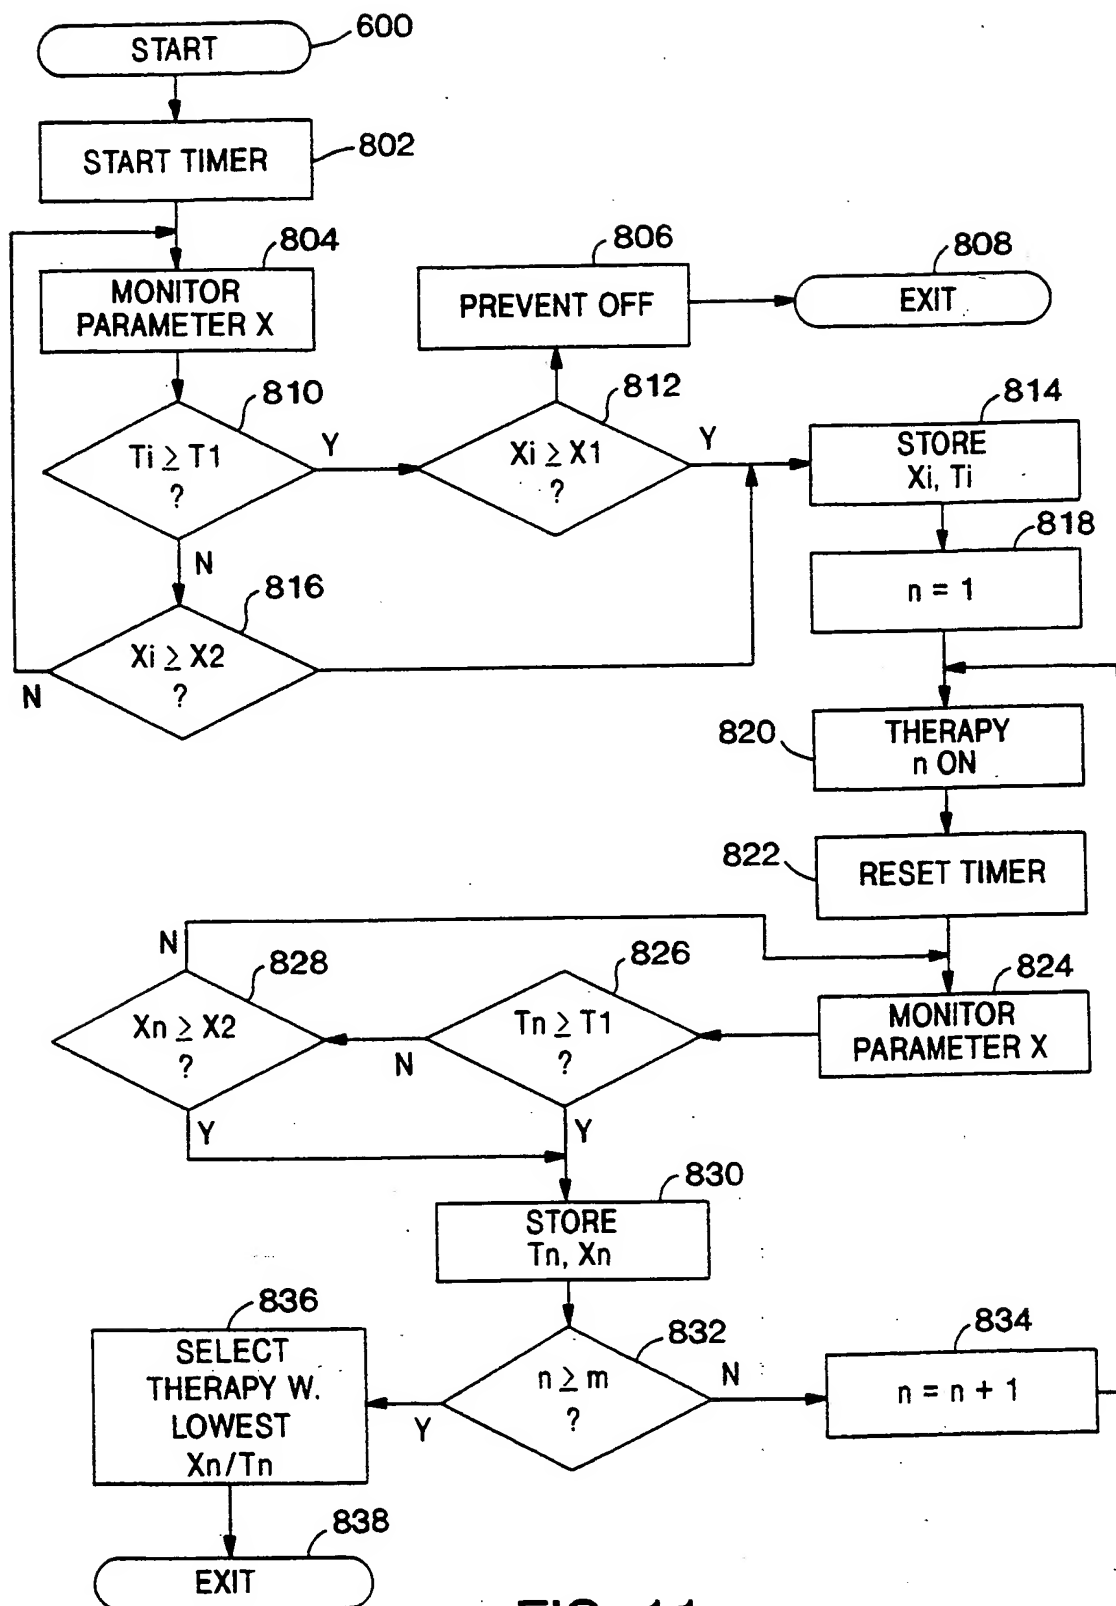 START
600
START TIMER
802
804
MONITOR
PARAMETER X
806
PREVENT OFF
808
EXIT
810
Ti ≥ T1
?
Y
N
812
Xi ≥ X1
?
Y
814
STORE
Xi, Ti
816
Xi ≥ X2
?
N
818
n = 1
820
THERAPY
n ON
822
RESET TIMER
824
MONITOR
PARAMETER X
826
Tn ≥ T1
?
N
Y
828
Xn ≥ X2
?
N
Y
830
STORE
Tn, Xn
832
n ≥ m
?
N
Y
834
n = n + 1
836
SELECT
THERAPY W.
LOWEST
Xn/Tn
838
EXIT
FIG. 11